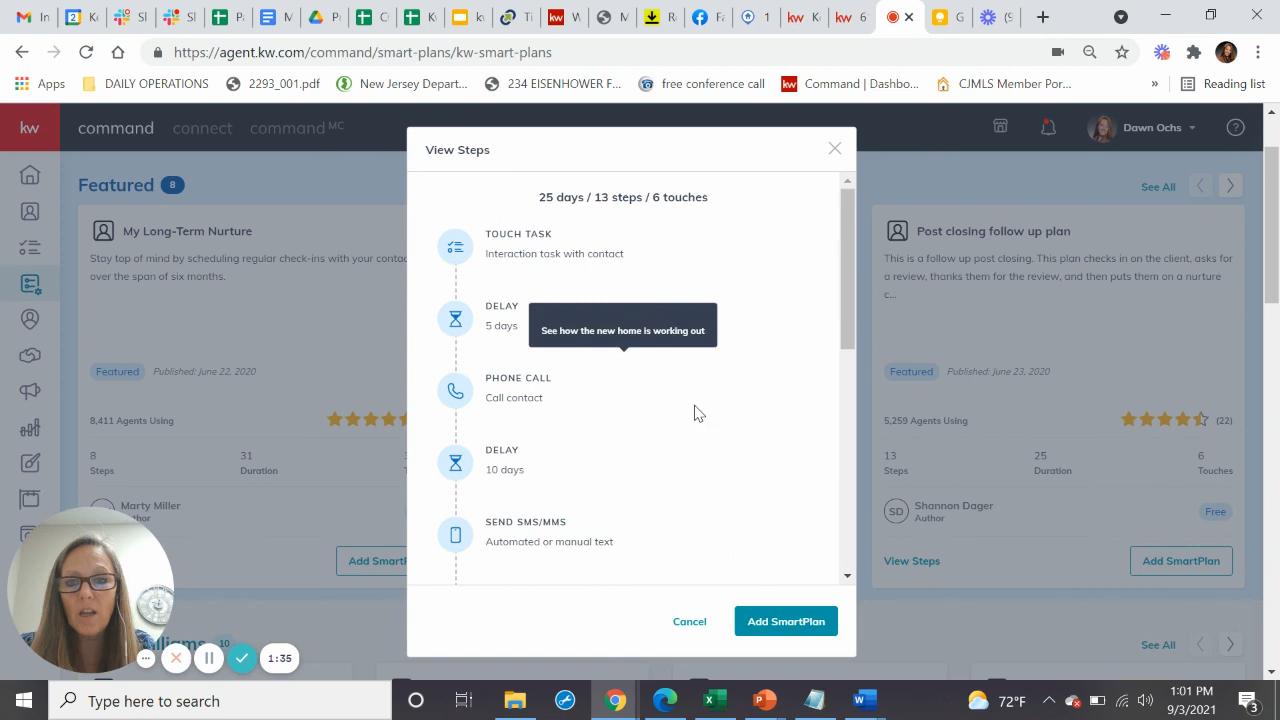 https://agent.kw.com/command/smart-plans/kw-smart-plans
Apps
DAILY OPERATIONS
2293_001.pdf
New Jersey Depart...
234 EISENHOWER F...
free conference call
Command | Dashbo...
CJMLS Member Por...
»
Reading list
kw
command
connect
command MC
Dawn Ochs
Featured 8
See All
My Long-Term Nurture
Stay top of mind by scheduling regular check-ins with your conta
over the span of six months.
Featured
Published: June 22, 2020
8,411 Agents Using
8
Steps
31
Duration
Marty Miller
Author
Add SmartPl
View Steps
25 days / 13 steps / 6 touches
TOUCH TASK
Interaction task with contact
DELAY
5 days
See how the new home is working out
PHONE CALL
Call contact
DELAY
10 days
SEND SMS/MMS
Automated or manual text
Cancel
Add SmartPlan
Post closing follow up plan
This is a follow up post closing. This plan checks in on the client, asks for
a review, thanks them for the review, and then puts them on a nurture
c...
Featured
Published: June 23, 2020
5,259 Agents Using
(22)
13
Steps
25
Duration
6
Touches
SD
Shannon Dager
Author
Free
View Steps
Add SmartPlan
illiams 10
See All
1:35
Type here to search
72°F
1:01 PM
9/3/2021
3